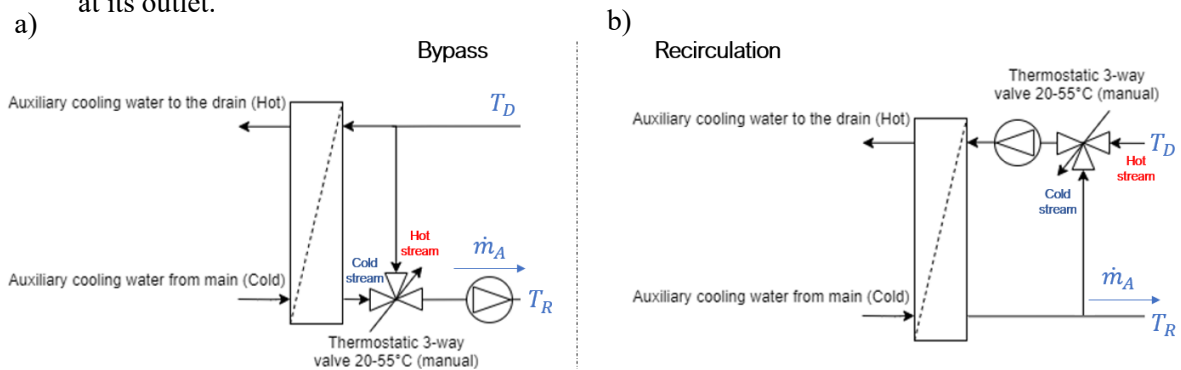 at its outlet.
a)
Bypass
Auxiliary cooling water to the drain (Hot)
T_D
Hot
stream
Cold
stream
ṁ_A
Auxiliary cooling water from main (Cold)
T_R
Thermostatic 3-way
valve 20-55°C (manual)
b)
Recirculation
Thermostatic 3-way
valve 20-55°C (manual)
Auxiliary cooling water to the drain (Hot)
T_D
Hot
stream
Cold
stream
ṁ_A
Auxiliary cooling water from main (Cold)
T_R